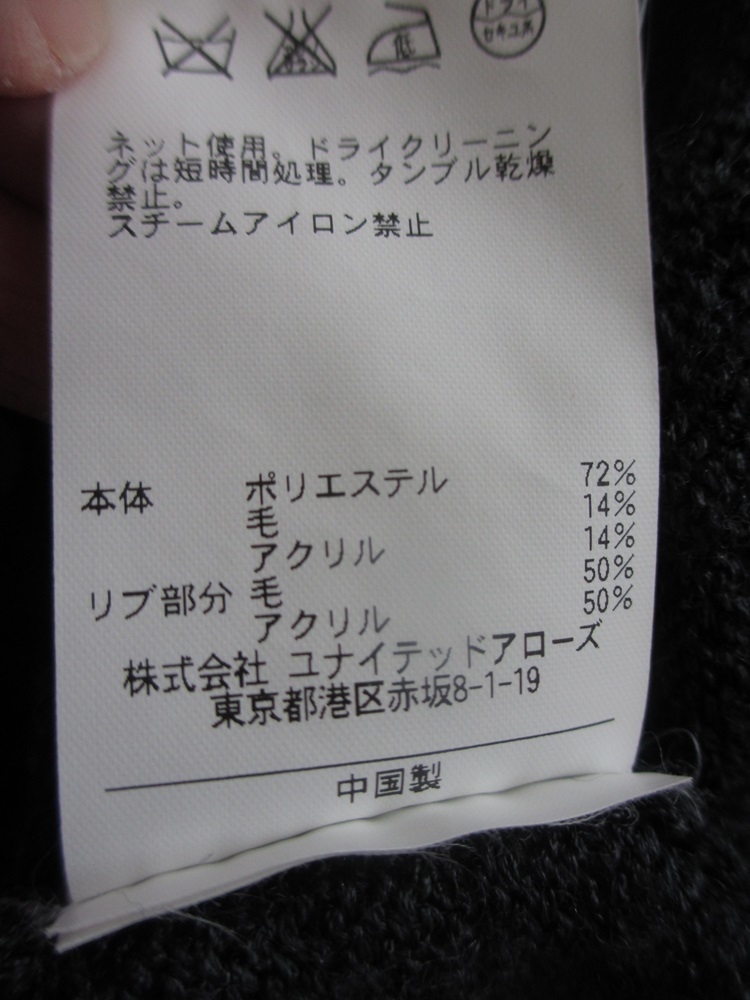 低
ドライ
セキユ系
ネット使用。ドライクリーニン
グは短時間処理。タンブル乾燥
禁止。
スチームアイロン禁止
本体 ポリエステル 72%
毛 14%
アクリル 14%
リブ部分 毛 50%
アクリル 50%
株式会社 ユナイテッドアローズ
東京都港区赤坂8-1-19
中国製